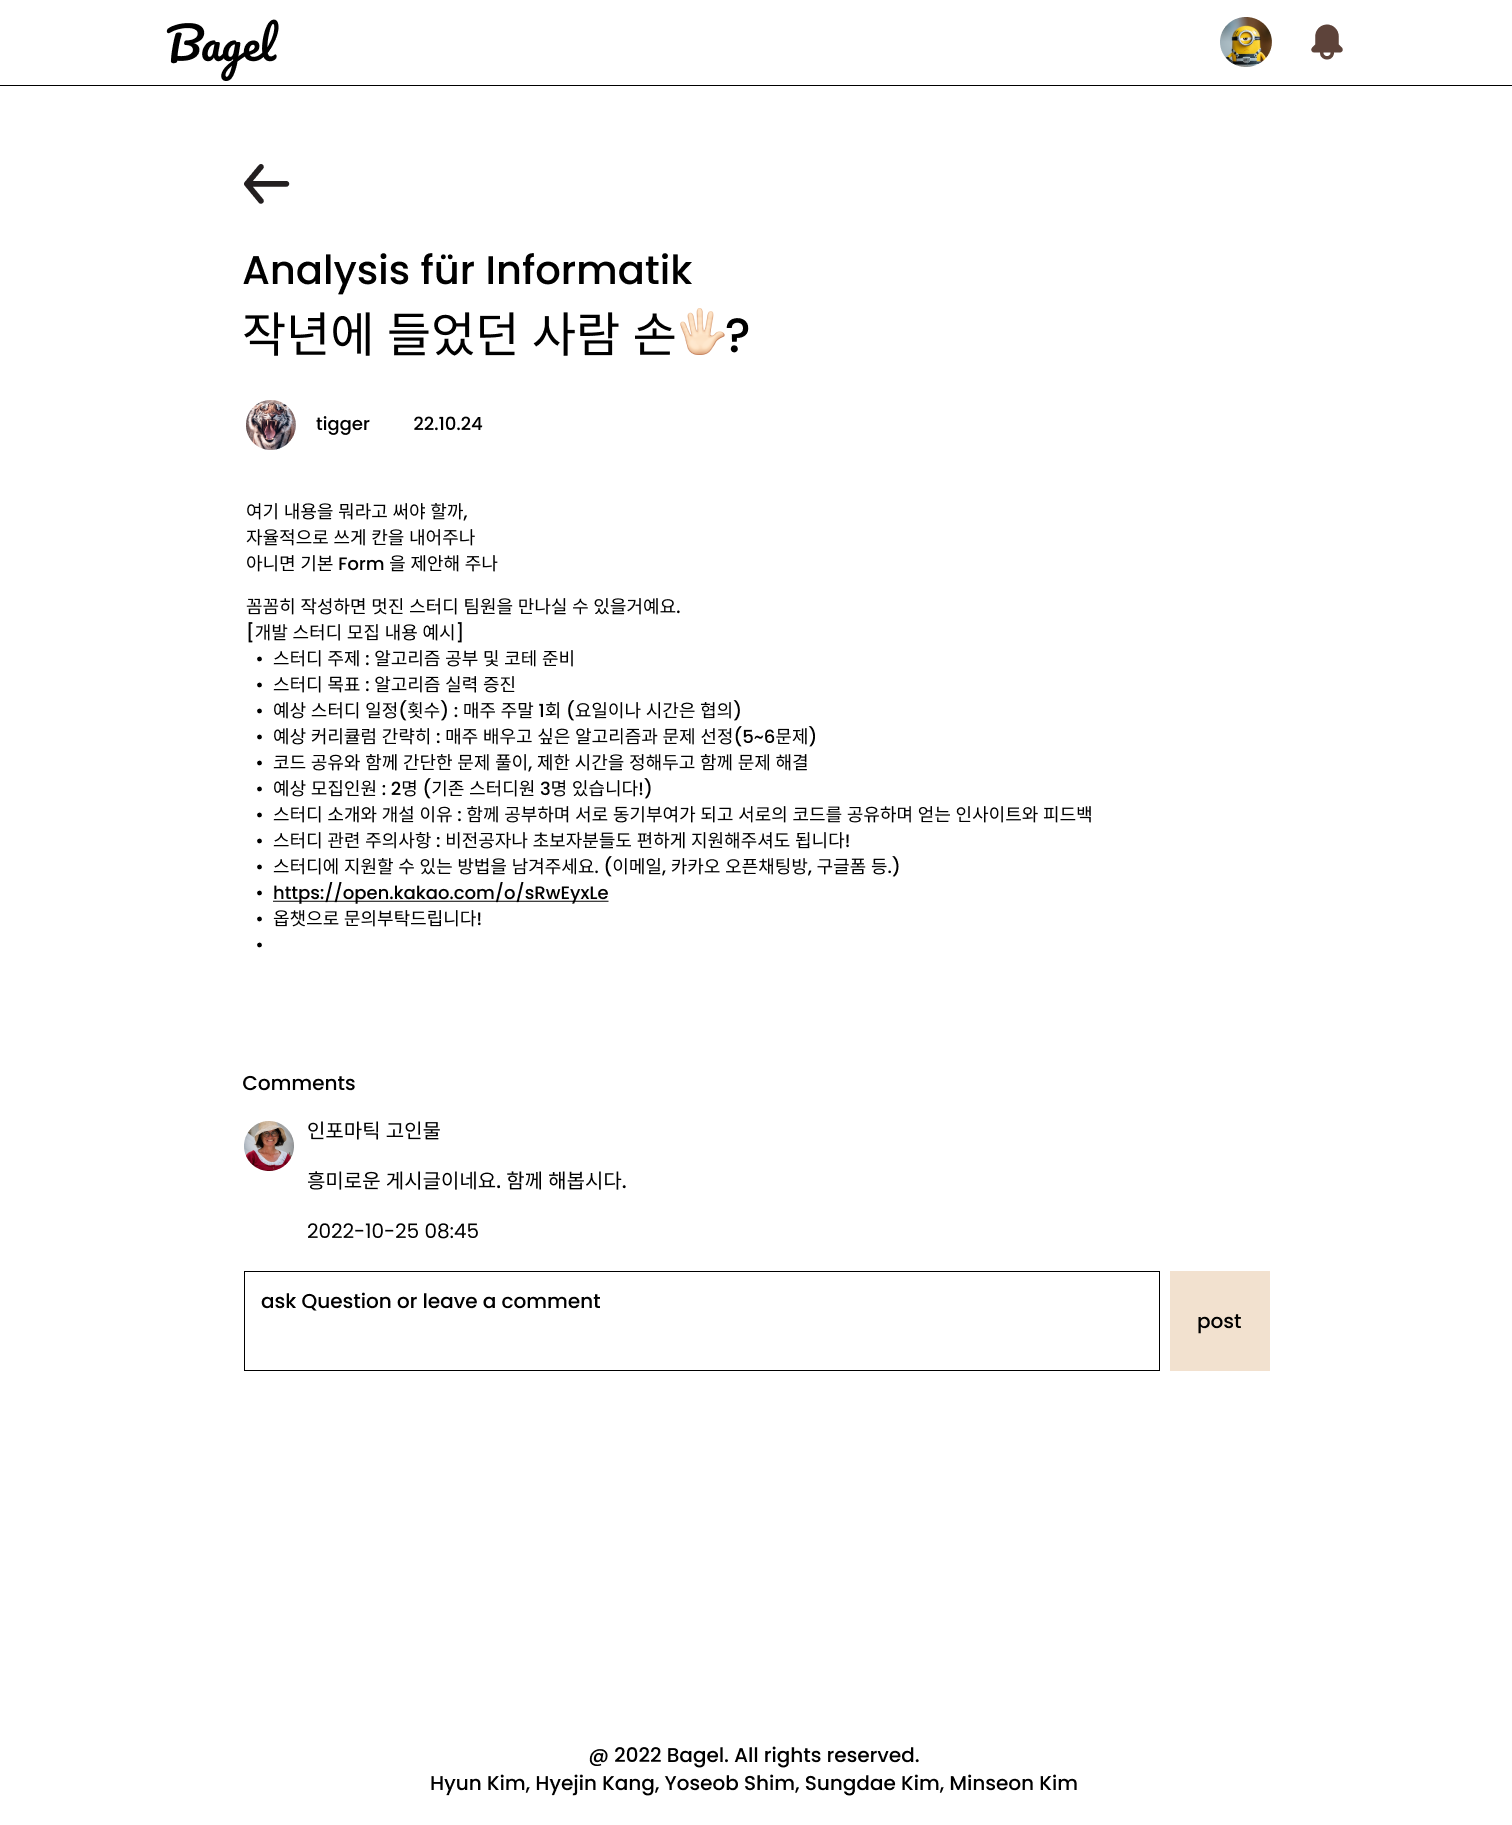 Bagel
Analysis für Informatik
작년에 들었던 사람 손🖐🏻?
tigger 22.10.24
여기 내용을 뭐라고 써야 할까,
자율적으로 쓰게 칸을 내어주나
아니면 기본 Form 을 제안해 주나
꼼꼼히 작성하면 멋진 스터디 팀원을 만나실 수 있을거예요.
[개발 스터디 모집 내용 예시]
• 스터디 주제 : 알고리즘 공부 및 코테 준비
• 스터디 목표 : 알고리즘 실력 증진
• 예상 스터디 일정(횟수) : 매주 주말 1회 (요일이나 시간은 협의)
• 예상 커리큘럼 간략히 : 매주 배우고 싶은 알고리즘과 문제 선정(5~6문제)
• 코드 공유와 함께 간단한 문제 풀이, 제한 시간을 정해두고 함께 문제 해결
• 예상 모집인원 : 2명 (기존 스터디원 3명 있습니다!)
• 스터디 소개와 개설 이유 : 함께 공부하며 서로 동기부여가 되고 서로의 코드를 공유하며 얻는 인사이트와 피드백
• 스터디 관련 주의사항 : 비전공자나 초보자분들도 편하게 지원해주셔도 됩니다!
• 스터디에 지원할 수 있는 방법을 남겨주세요. (이메일, 카카오 오픈채팅방, 구글폼 등.)
• https://open.kakao.com/o/sRwEyxLe
• 옵챗으로 문의부탁드립니다!
•
Comments
인포마틱 고인물
흥미로운 게시글이네요. 함께 해봅시다.
2022-10-25 08:45
ask Question or leave a comment
post
@ 2022 Bagel. All rights reserved.
Hyun Kim, Hyejin Kang, Yoseob Shim, Sungdae Kim, Minseon Kim